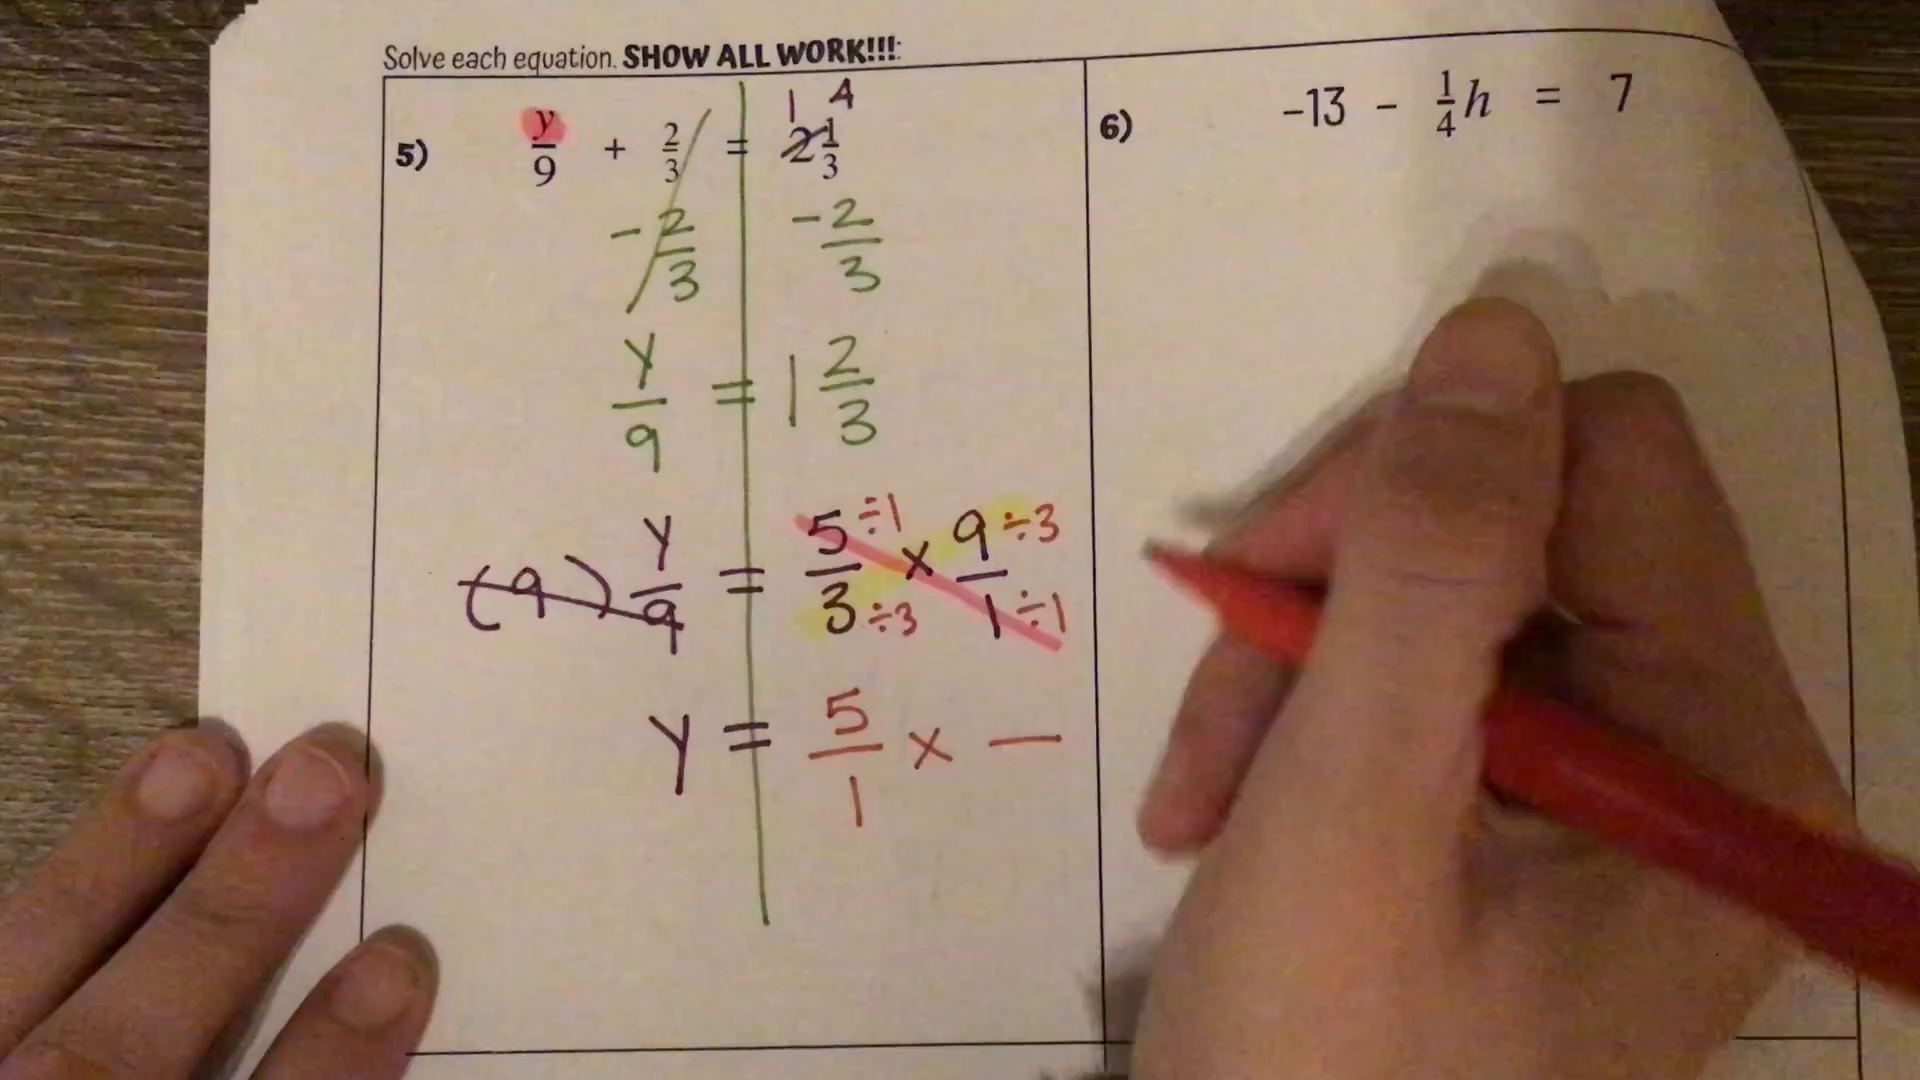 Solve each equation. SHOW ALL WORK!!!:
5) y/9 + 2/3 = 2 1/3
1 4
- 2/3 - 2/3
y/9 = 1 2/3
(9) y/9 = 5/3 ÷1 ÷3 × 9/1 ÷3 ÷1
y = 5/1 ×
6) -13 - 1/4 h = 7